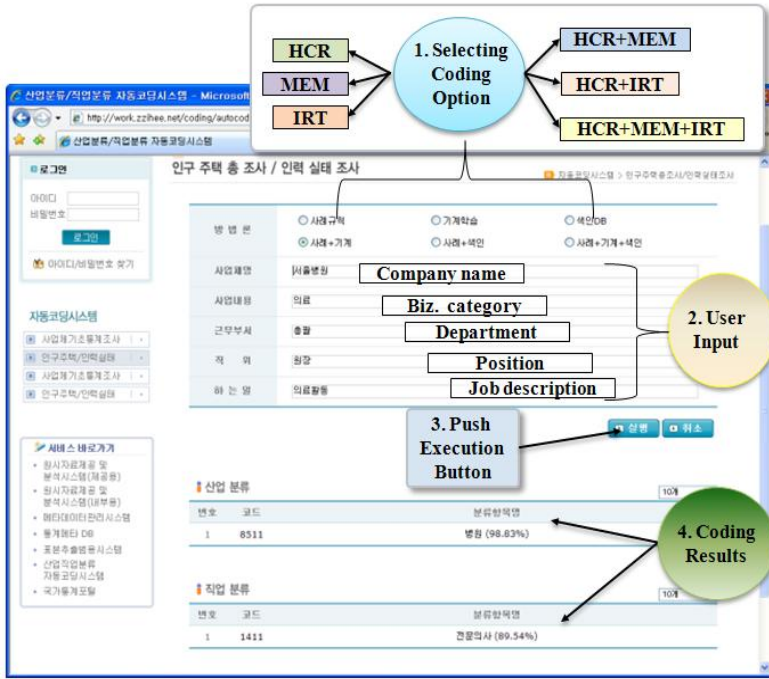 HCR
MEM
IRT
1. Selecting
Coding
Option
HCR+MEM
HCR+IRT
HCR+MEM+IRT
산업분류/직업분류 자동코딩시스템 - Microsoft
http://work.zzihee.net/coding/autocod
산업분류/직업분류 자동코딩시스템
로그인
아이디
비밀번호
로그인
아이디/비밀번호 찾기
인구 주택 총 조사 / 인력 실태 조사
자동코딩시스템 > 인구주택총조사/인력실태조사
방 법 론
사례규칙
기계학습
색인DB
사례+기계
사례+색인
사례+기계+색인
사업체명
서울병원
Company name
사업내용
의료
Biz. category
근무부서
총괄
Department
직 위
원장
Position
하 는 일
의료활동
Job description
2. User
Input
자동코딩시스템
사업체기초통계조사
인구주택/인력실태
사업체기초통계조사
인구주택/인력실태
3. Push
Execution
Button
실행
취소
서비스 바로가기
원시자료제공 및
분석시스템(제공용)
원시자료제공 및
분석시스템(내부용)
메타데이터관리시스템
통계메타 DB
표본추출범용시스템
산업직업분류
자동코딩시스템
국가통계포털
산업 분류
10개
번호 코드 분류항목명
1 8511 병원 (98.83%)
4. Coding
Results
직업 분류
10개
번호 코드 분류항목명
1 1411 전문의사 (89.54%)